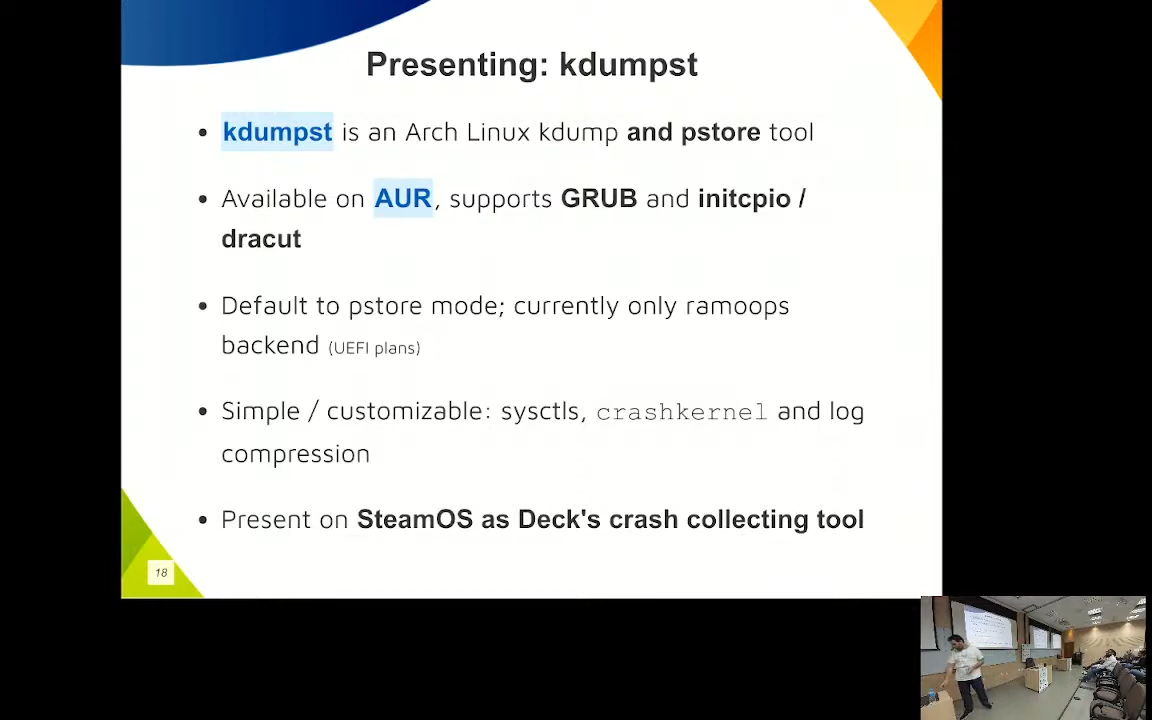 Presenting: kdumpst
• kdumpst is an Arch Linux kdump and pstore tool
• Available on AUR, supports GRUB and initcpio /
dracut
• Default to pstore mode; currently only ramoops
backend (UEFI plans)
• Simple / customizable: sysctls, crashkernel and log
compression
• Present on SteamOS as Deck's crash collecting tool
18